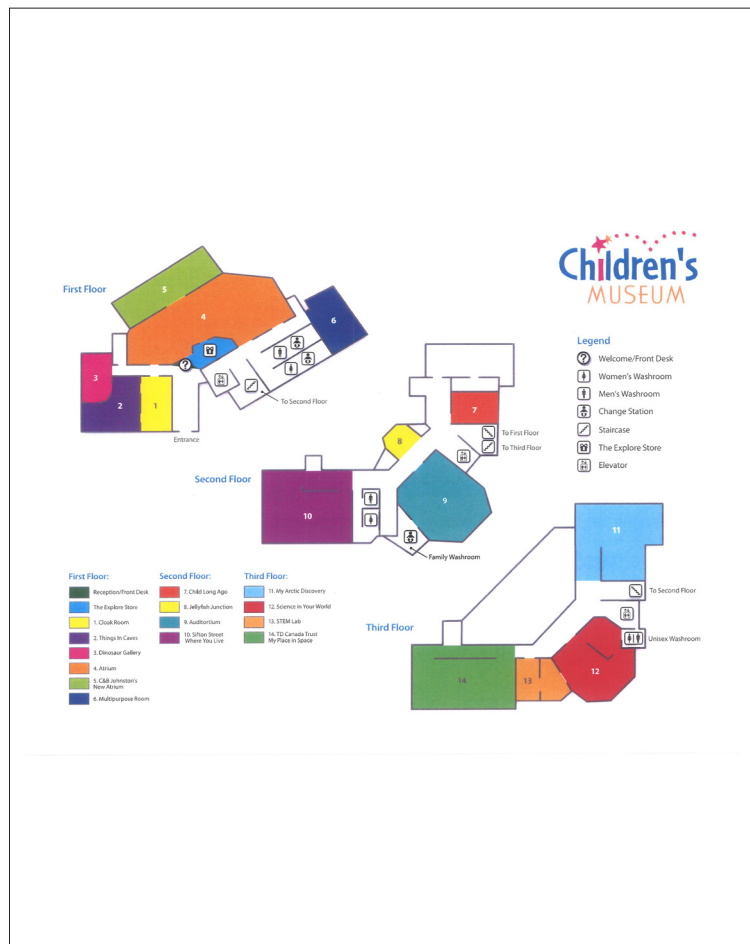 Children's
MUSEUM
First Floor
5
4
6
3
2
1
To Second Floor
Entrance
Legend
Welcome/Front Desk
Women's Washroom
Men's Washroom
Change Station
Staircase
The Explore Store
Elevator
7
8
To First Floor
To Third Floor
Second Floor
9
10
Family Washroom
11
To Second Floor
Third Floor
Unisex Washroom
12
13
14
First Floor:
Reception/Front Desk
The Explore Store
1. Cloak Room
2. Things In Caves
3. Dinosaur Gallery
4. Atrium
5. C&B Johnston's
New Atrium
6. Multipurpose Room
Second Floor:
7. Child Long Ago
8. Jellyfish Junction
9. Auditortium
10. Sifton Street
Where You Live
Third Floor:
11. My Arctic Discovery
12. Science in Your World
13. STEM Lab
14. TD Canada Trust
My Place in Space